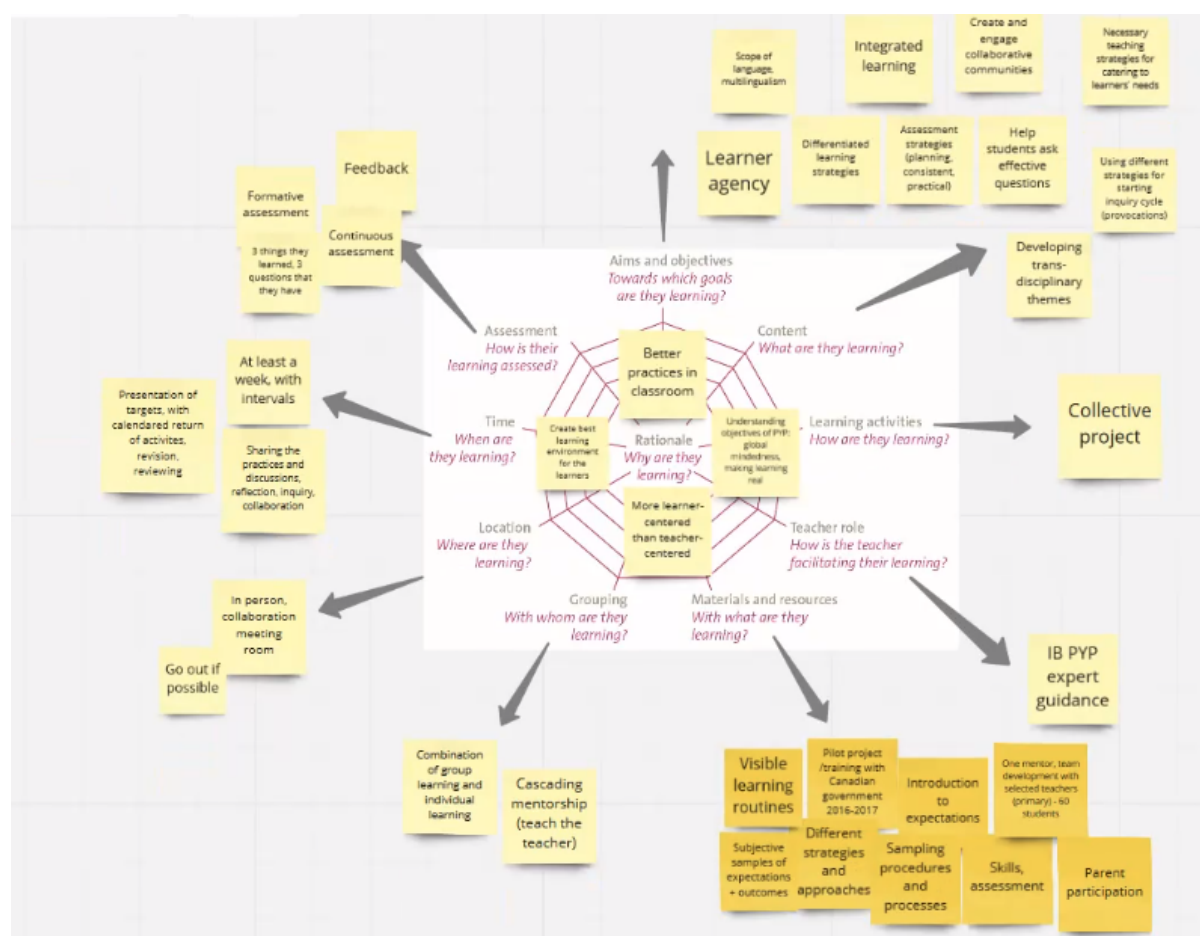 Scope of
language,
multilingualism
Integrated
learning
Create and
engage
collaborative
communities
Necessary
teaching
strategies for
catering to
learners' needs
Learner
agency
Differentiated
learning
strategies
Assessment
strategies
(planning,
consistent,
practical)
Help
students ask
effective
questions
Using different
strategies for
starting
inquiry cycle
(provocations)
Developing
trans-
disciplinary
themes
Feedback
Formative
assessment
Continuous
assessment
3 things they
learned, 3
questions that
they have
Aims and objectives
Towards which goals
are they learning?
Assessment
How is their
learning assessed?
Content
What are they learning?
Better
practices in
classroom
At least a
week, with
intervals
Presentation of
targets, with
calendared return
of activites,
revision,
reviewing
Sharing the
practices and
discussions,
reflection, inquiry,
collaboration
Time
When are
they learning?
Create best
learning
environment
for the
learners
Rationale
Why are they
learning?
Understanding
objectives of PYP:
global
mindedness,
making learning
real
Learning activities
How are they learning?
Collective
project
More learner-
centered
than teacher-
centered
Location
Where are they
learning?
Teacher role
How is the teacher
facilitating their learning?
In person,
collaboration
meeting
room
Go out if
possible
Grouping
With whom are they
learning?
Materials and resources
With what are they
learning?
IB PYP
expert
guidance
Combination
of group
learning and
individual
learning
Cascading
mentorship
(teach the
teacher)
Visible
learning
routines
Pilot project
/training with
Canadian
government
2016-2017
Introduction
to
expectations
One mentor, team
development with
selected teachers
(primary) - 60
students
Subjective
samples of
expectations
+ outcomes
Different
strategies
and
approaches
Sampling
procedures
and
processes
Skills,
assessment
Parent
participation